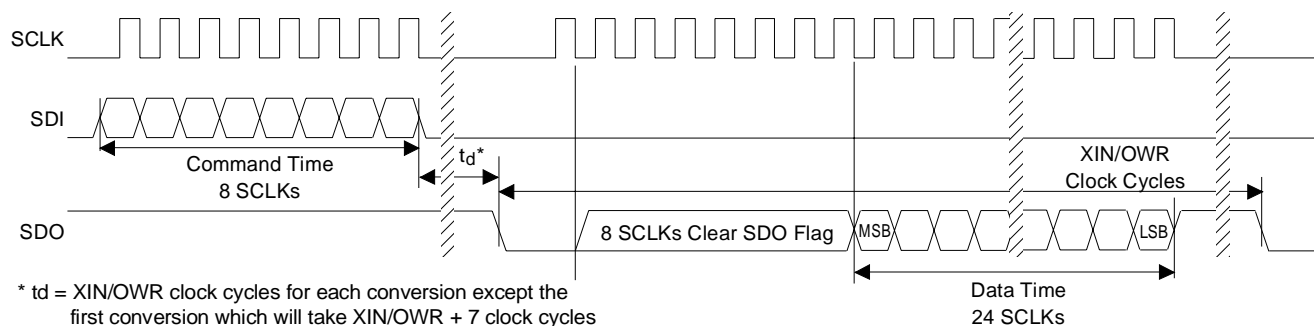 SCLK
SDI
Command Time
8 SCLKs
td*
XIN/OWR
Clock Cycles
SDO
8 SCLKs Clear SDO Flag
MSB
LSB
Data Time
24 SCLKs
* td = XIN/OWR clock cycles for each conversion except the
first conversion which will take XIN/OWR + 7 clock cycles